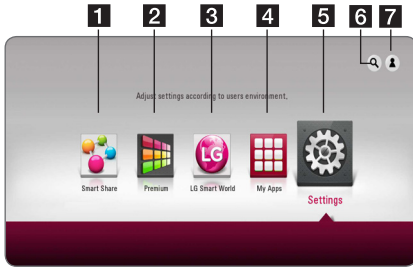 1 2 3 4 5 6 7
Adjust settings according to users environment.
LG
Smart Share Premium LG Smart World My Apps Settings